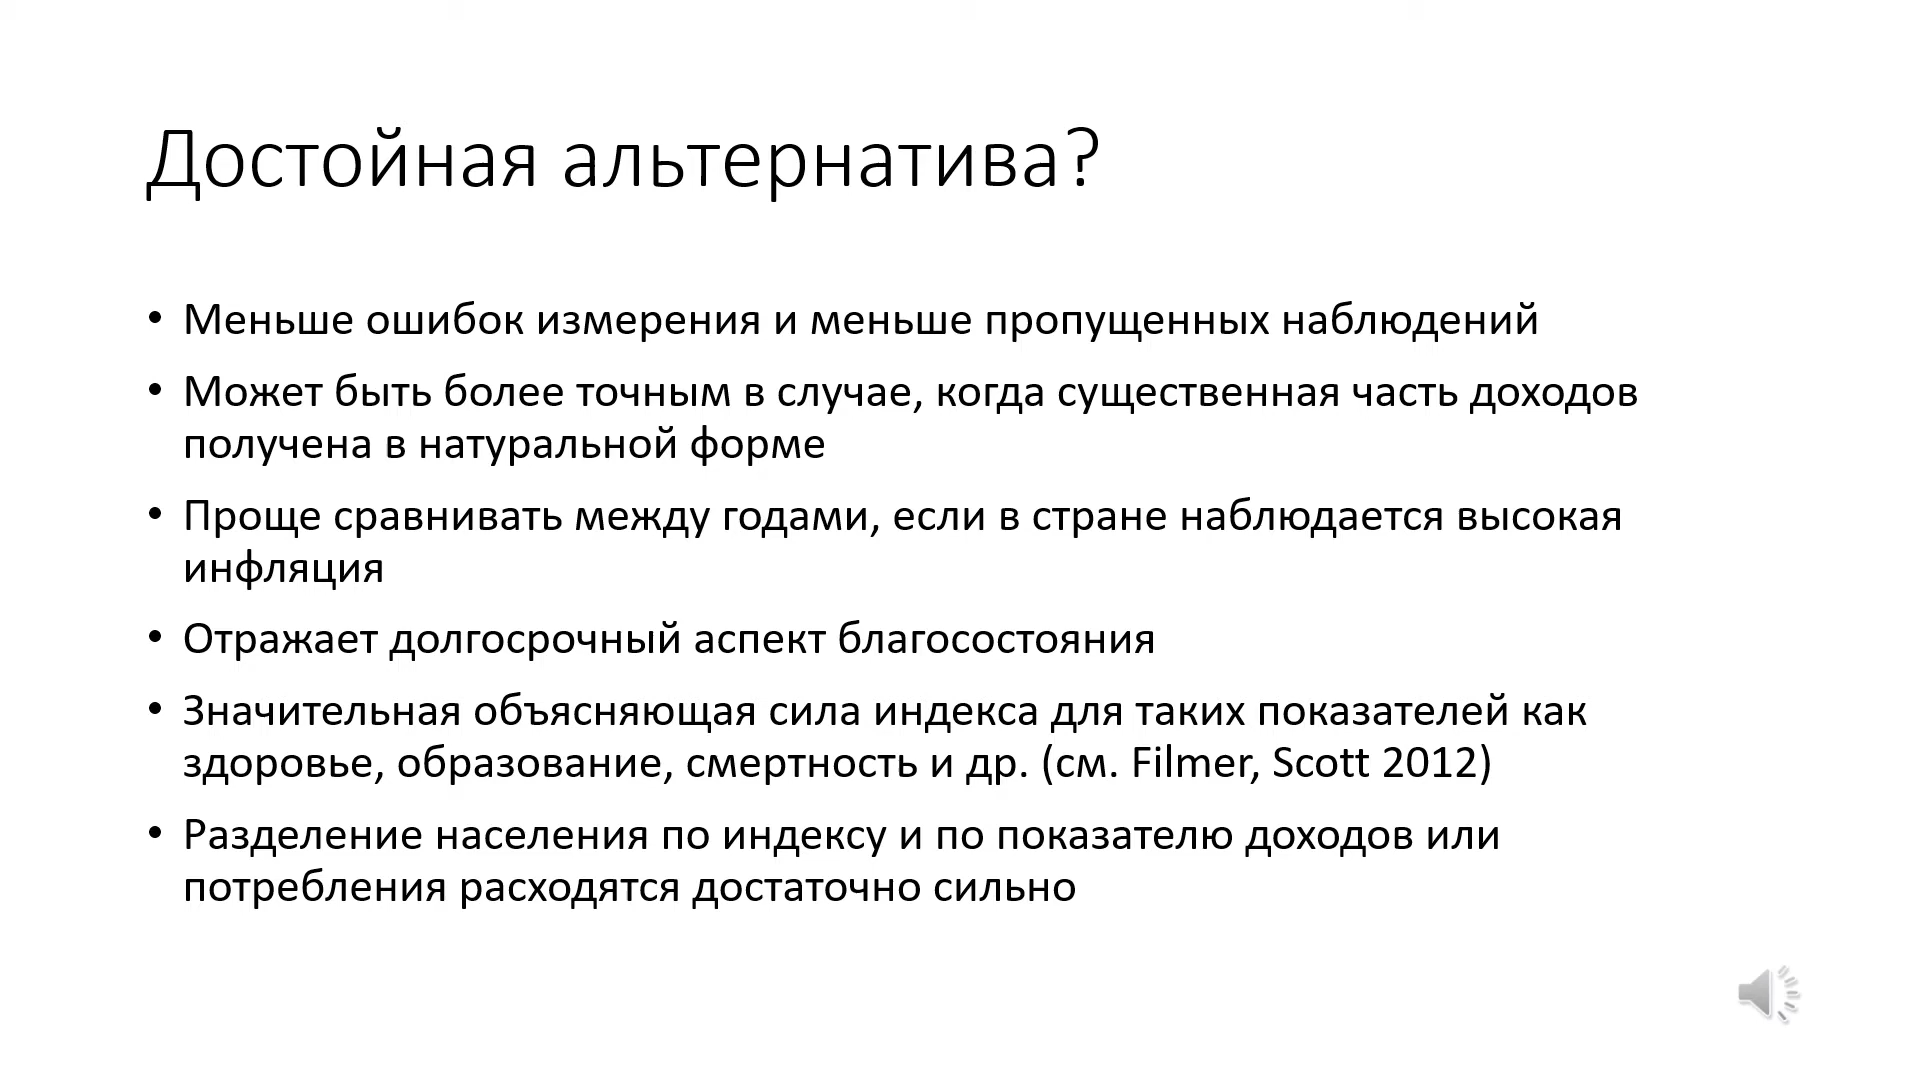 Достойная альтернатива?
• Меньше ошибок измерения и меньше пропущенных наблюдений
• Может быть более точным в случае, когда существенная часть доходов
получена в натуральной форме
• Проще сравнивать между годами, если в стране наблюдается высокая
инфляция
• Отражает долгосрочный аспект благосостояния
• Значительная объясняющая сила индекса для таких показателей как
здоровье, образование, смертность и др. (см. Filmer, Scott 2012)
• Разделение населения по индексу и по показателю доходов или
потребления расходятся достаточно сильно